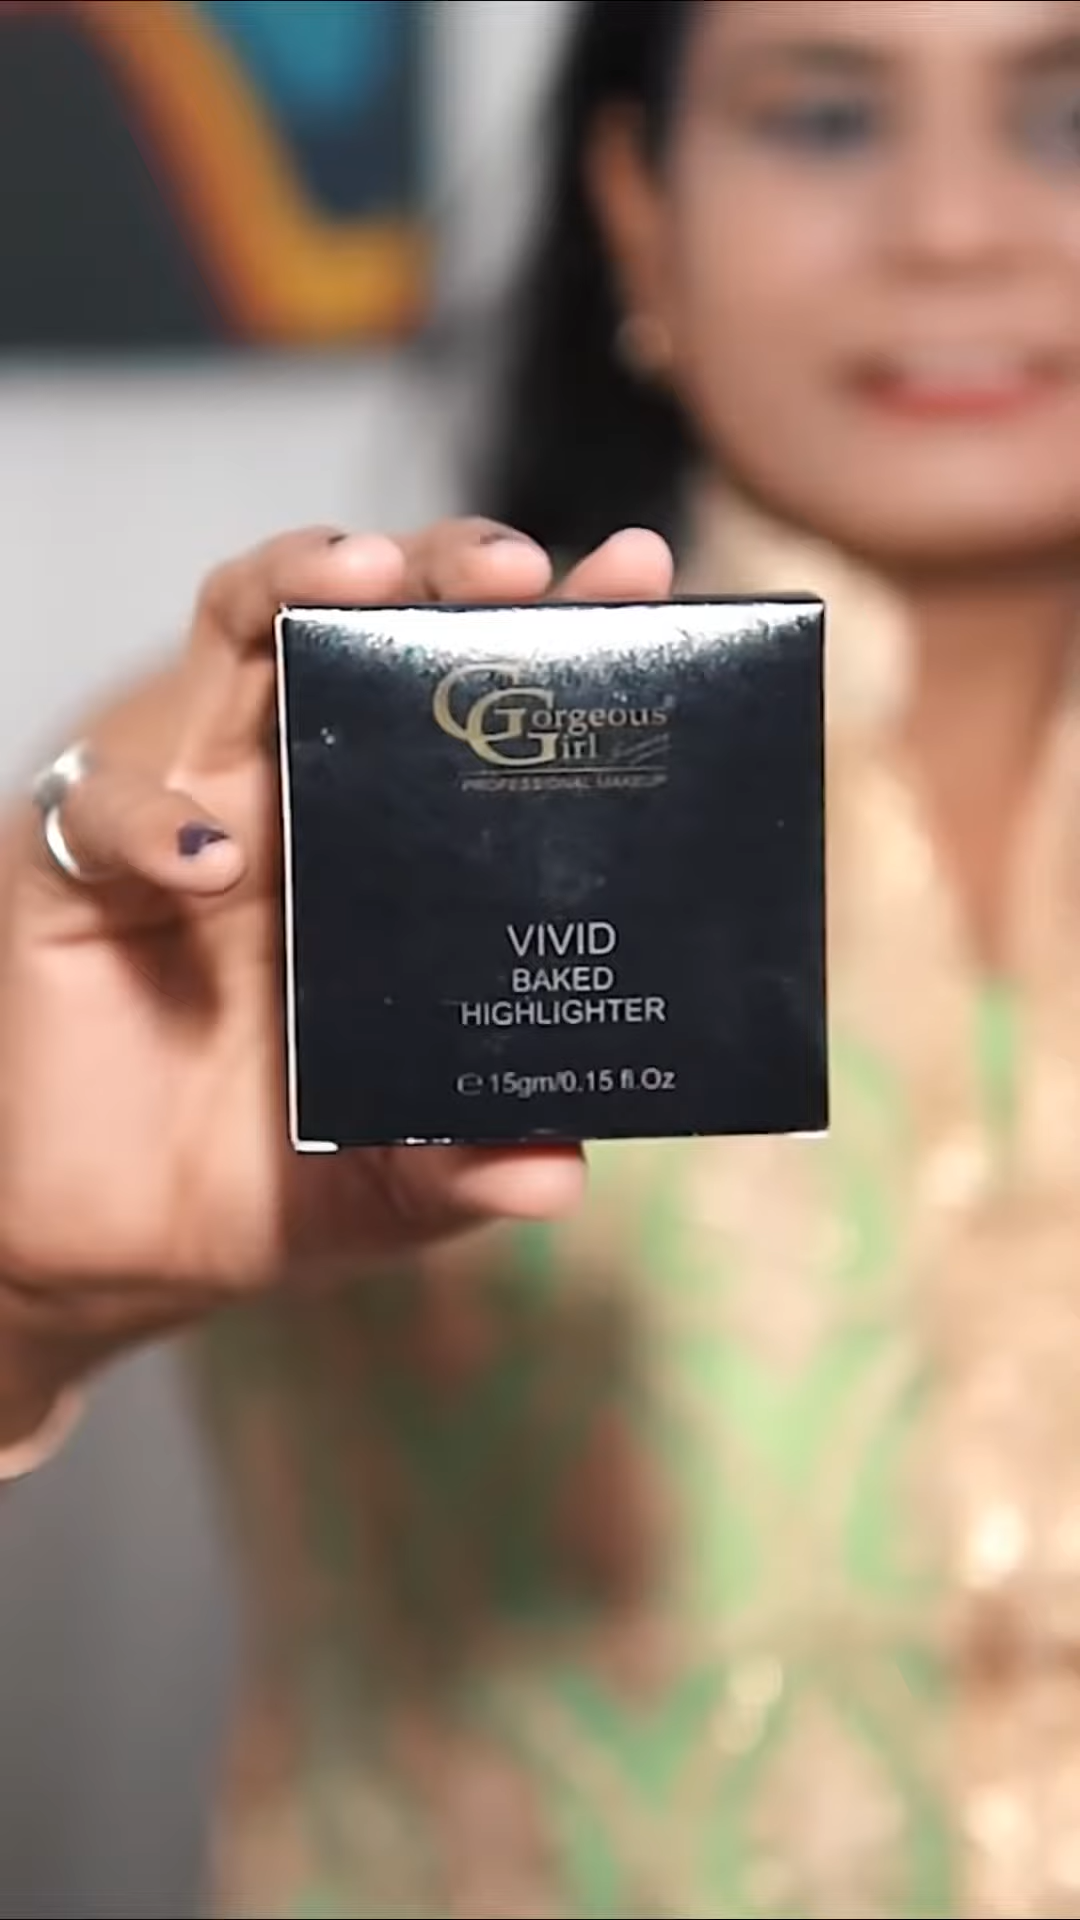 Gorgeous
Girl
PROFESSIONAL MAKEUP
VIVID
BAKED
HIGHLIGHTER
℮ 15gm/0.15 fl.Oz